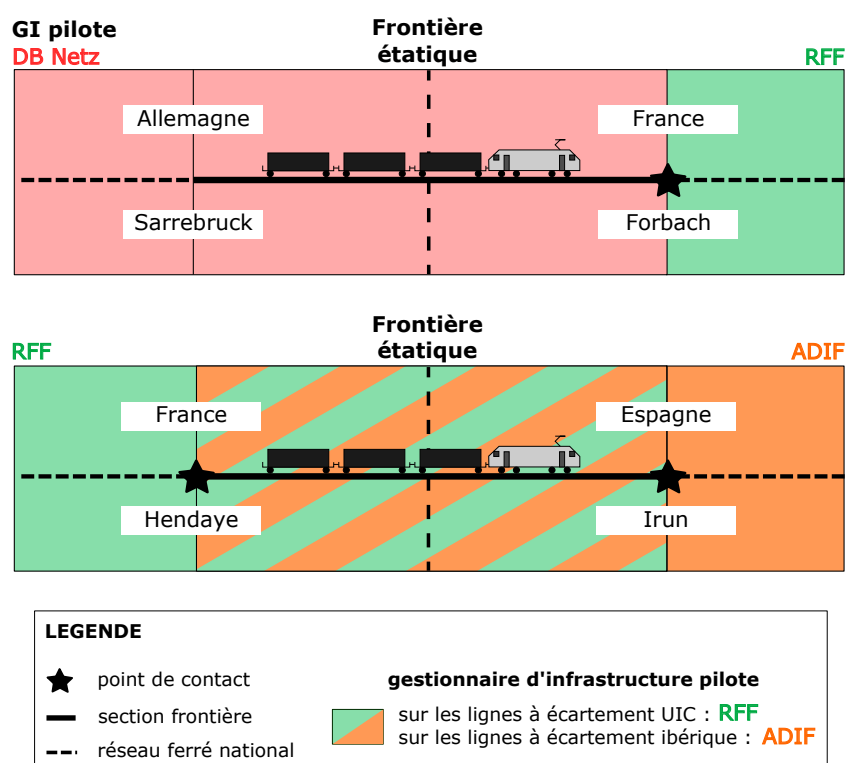 GI pilote
DB Netz
Frontière
étatique
RFF
Allemagne
France
Sarrebruck
Forbach
RFF
Frontière
étatique
ADIF
France
Espagne
Hendaye
Irun
LEGENDE
point de contact
section frontière
réseau ferré national
gestionnaire d'infrastructure pilote
sur les lignes à écartement UIC : RFF
sur les lignes à écartement ibérique : ADIF